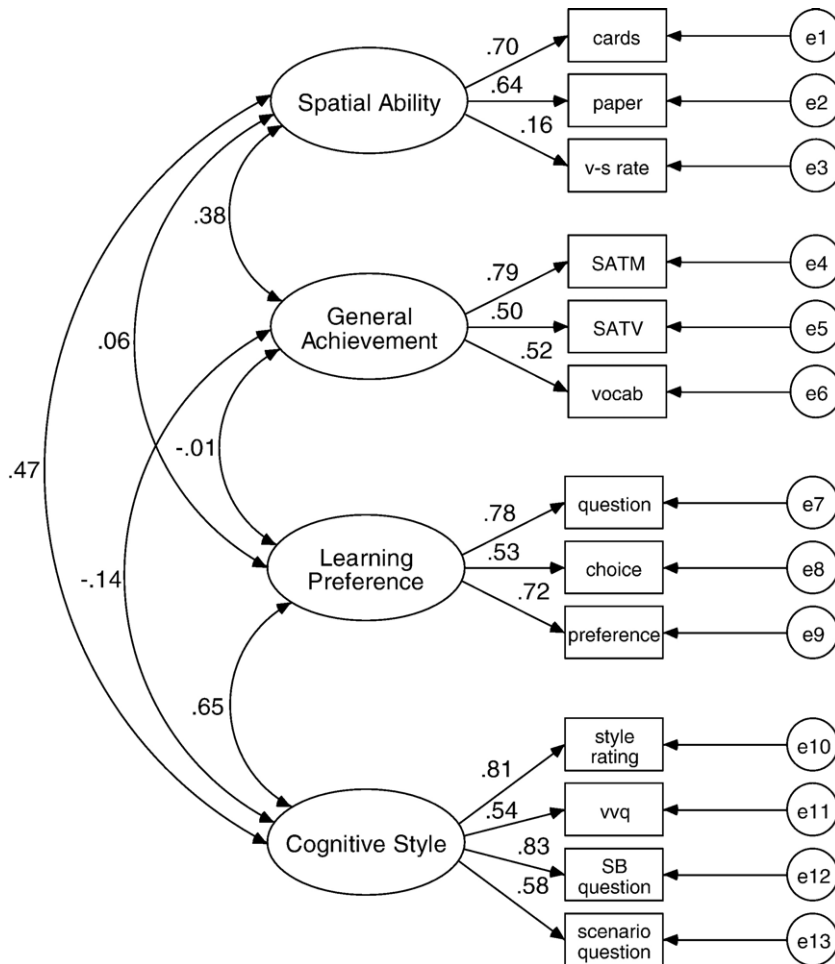 .70
cards
e1
Spatial Ability
.64
paper
e2
.16
v-s rate
e3
.38
.79
SATM
e4
General
Achievement
.50
SATV
e5
.52
vocab
e6
.06
-.01
.47
.78
question
e7
Learning
Preference
.53
choice
e8
.72
preference
e9
-.14
.65
style
rating
e10
.81
.54
vvq
e11
Cognitive Style
.83
SB
question
e12
.58
scenario
question
e13